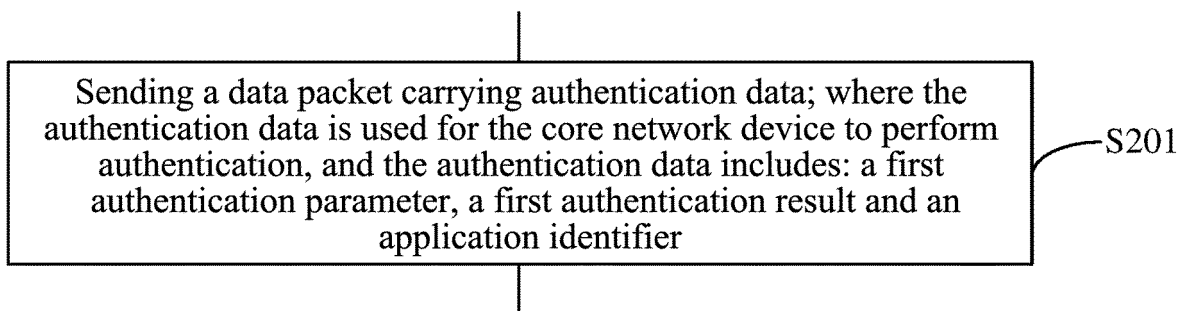 Sending a data packet carrying authentication data; where the
authentication data is used for the core network device to perform
authentication, and the authentication data includes: a first
authentication parameter, a first authentication result and an
application identifier
S201